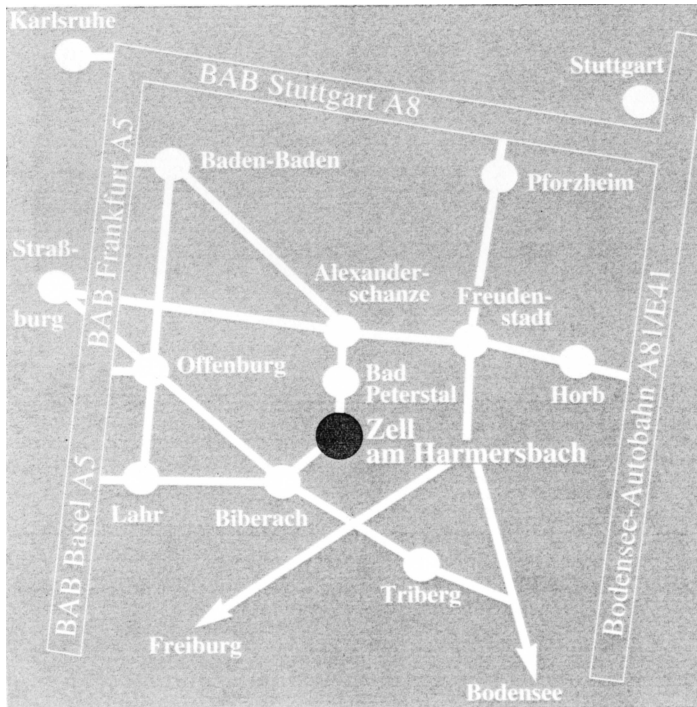 Karlsruhe
Stuttgart
BAB Stuttgart A8
BAB Frankfurt A5
Baden-Baden
Pforzheim
Straß-
burg
Alexander-
schanze
Freuden-
stadt
Offenburg
Bad
Peterstal
Horb
Zell
am Harmersbach
Lahr
Biberach
BAB Basel A5
Bodensee-Autobahn A81/E41
Triberg
Freiburg
Bodensee